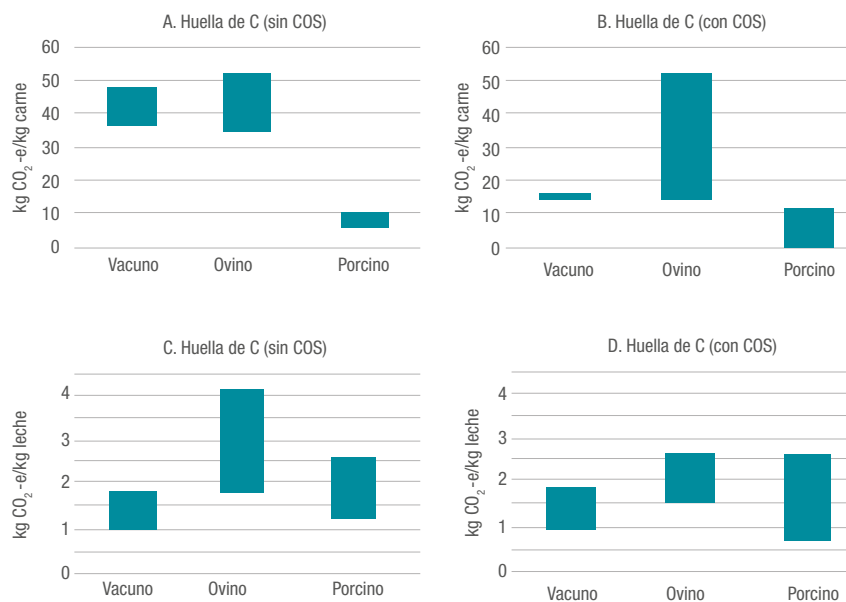 A. Huella de C (sin COS)
kg CO₂ -e/kg carne
60
50
40
30
20
10
0
Vacuno Ovino Porcino
B. Huella de C (con COS)
kg CO₂ -e/kg carne
60
50
40
30
20
10
0
Vacuno Ovino Porcino
C. Huella de C (sin COS)
kg CO₂ -e/kg leche
4
3
2
1
0
Vacuno Ovino Porcino
D. Huella de C (con COS)
kg CO₂ -e/kg leche
4
3
2
1
0
Vacuno Ovino Porcino